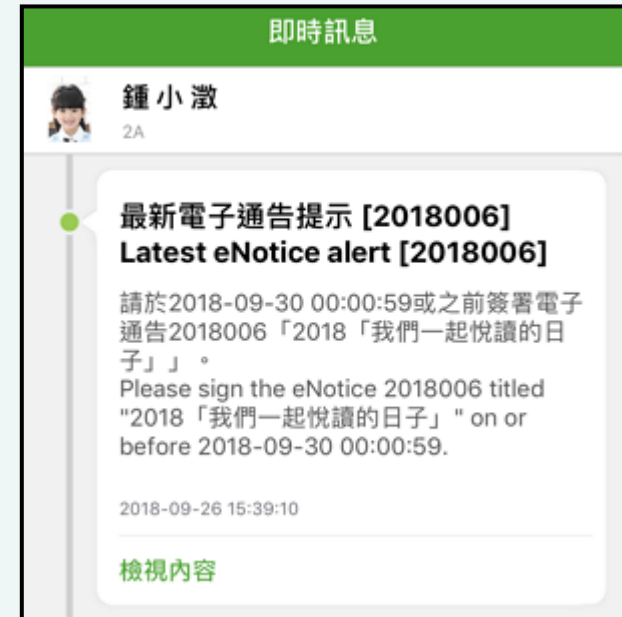 即時訊息
鍾小澂
2A
最新電子通告提示 [2018006]
Latest eNotice alert [2018006]
請於2018-09-30 00:00:59或之前簽署電子
通告2018006「2018「我們一起悅讀的日
子」」。
Please sign the eNotice 2018006 titled
"2018「我們一起悅讀的日子」" on or
before 2018-09-30 00:00:59.
2018-09-26 15:39:10
檢視內容